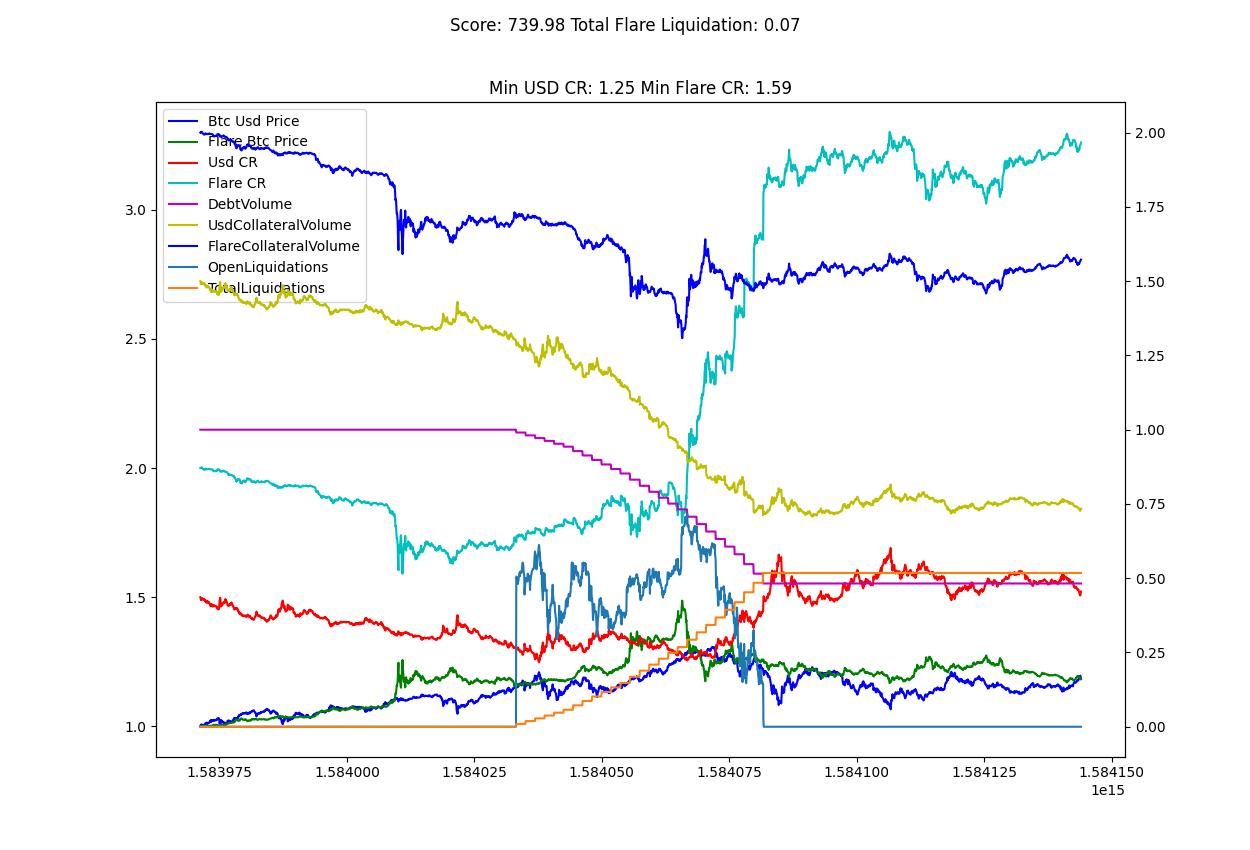 Score: 739.98 Total Flare Liquidation: 0.07
Min USD CR: 1.25 Min Flare CR: 1.59
Btc Usd Price
Flare Btc Price
Usd CR
Flare CR
DebtVolume
UsdCollateralVolume
FlareCollateralVolume
OpenLiquidations
TotalLiquidations
3.0
2.5
2.0
1.5
1.0
2.00
1.75
1.50
1.25
1.00
0.75
0.50
0.25
0.00
1.583975 1.584000 1.584025 1.584050 1.584075 1.584100 1.584125 1.584150
1e15